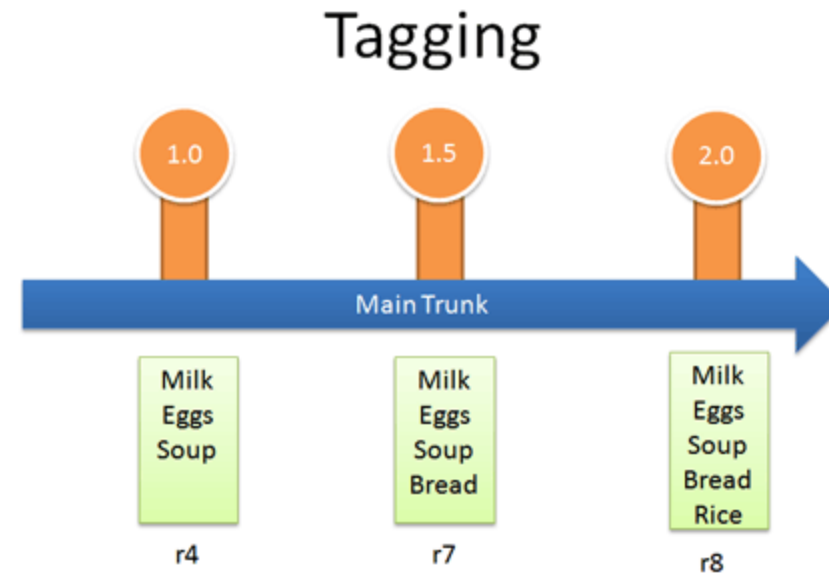 Tagging
1.0
1.5
2.0
Main Trunk
Milk
Eggs
Soup
r4
Milk
Eggs
Soup
Bread
r7
Milk
Eggs
Soup
Bread
Rice
r8